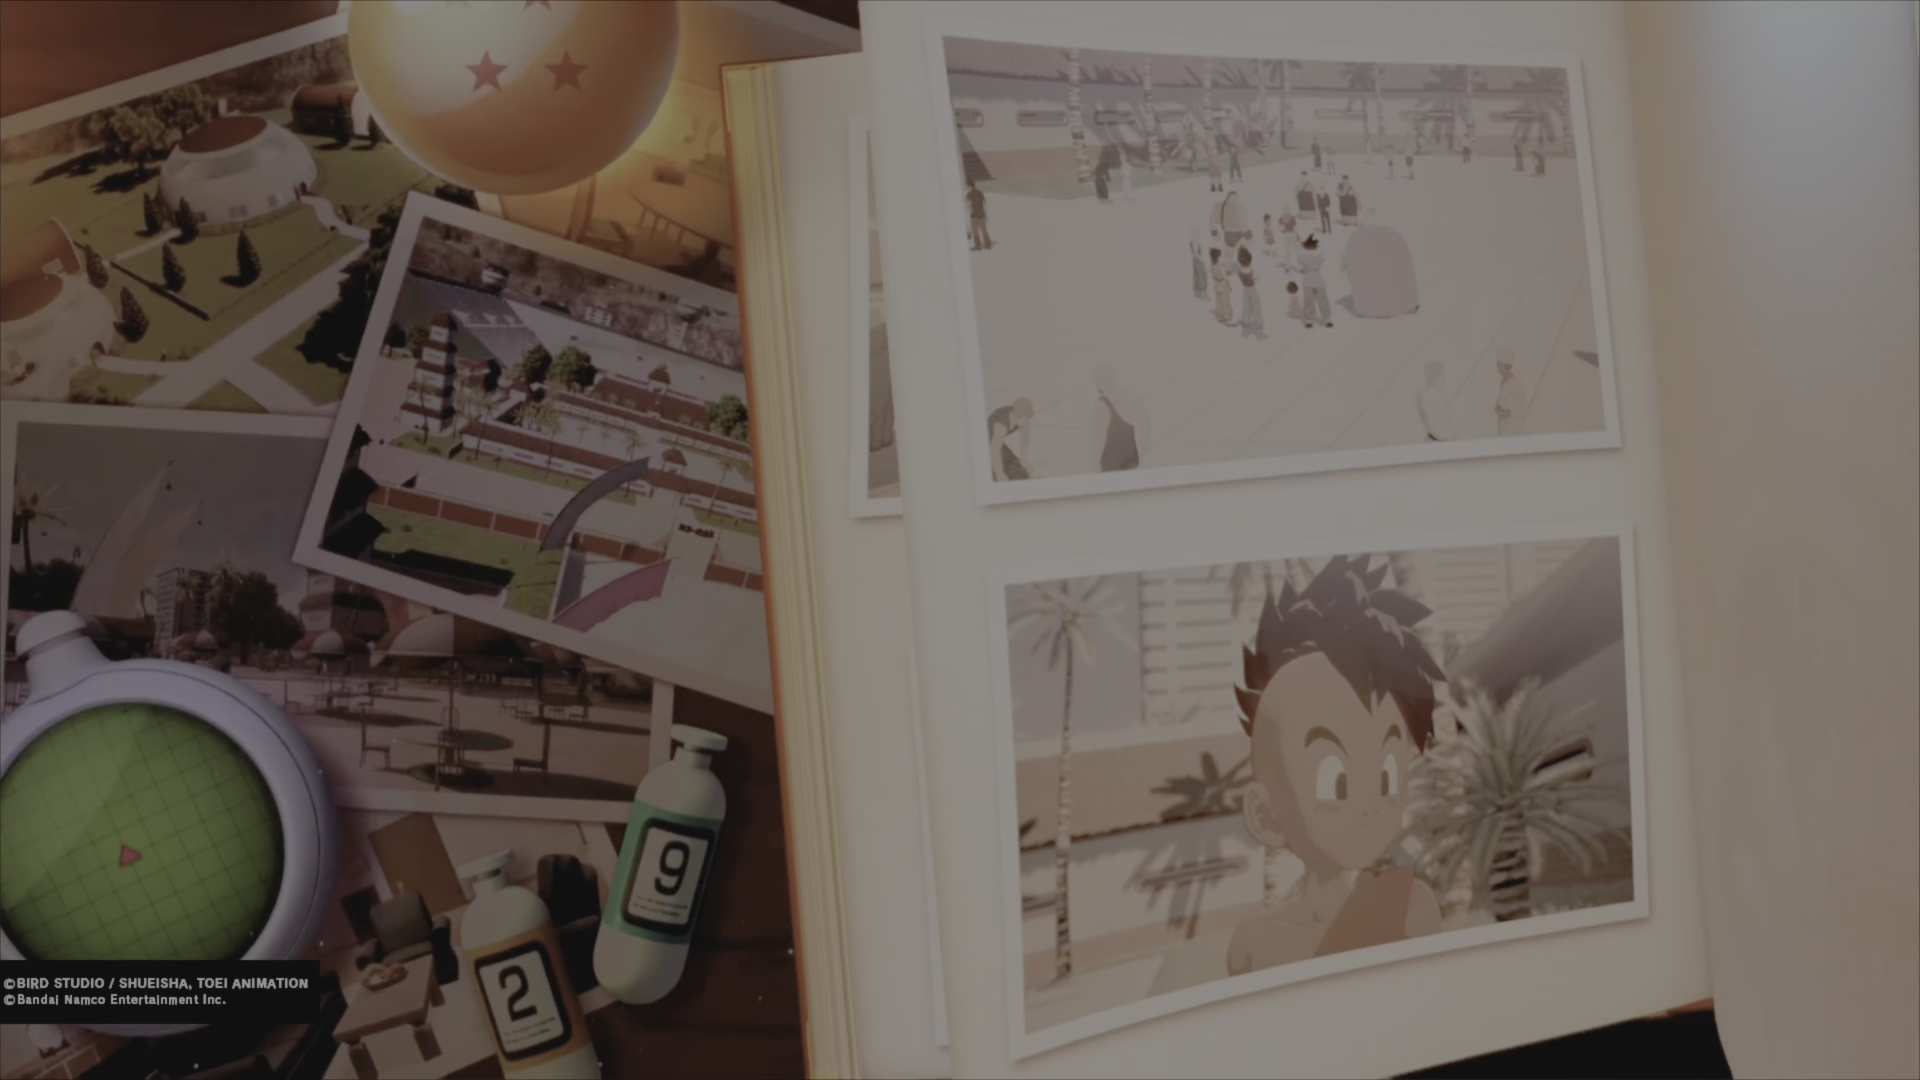 9
2
©BIRD STUDIO / SHUEISHA, TOEI ANIMATION
©Bandai Namco Entertainment Inc.